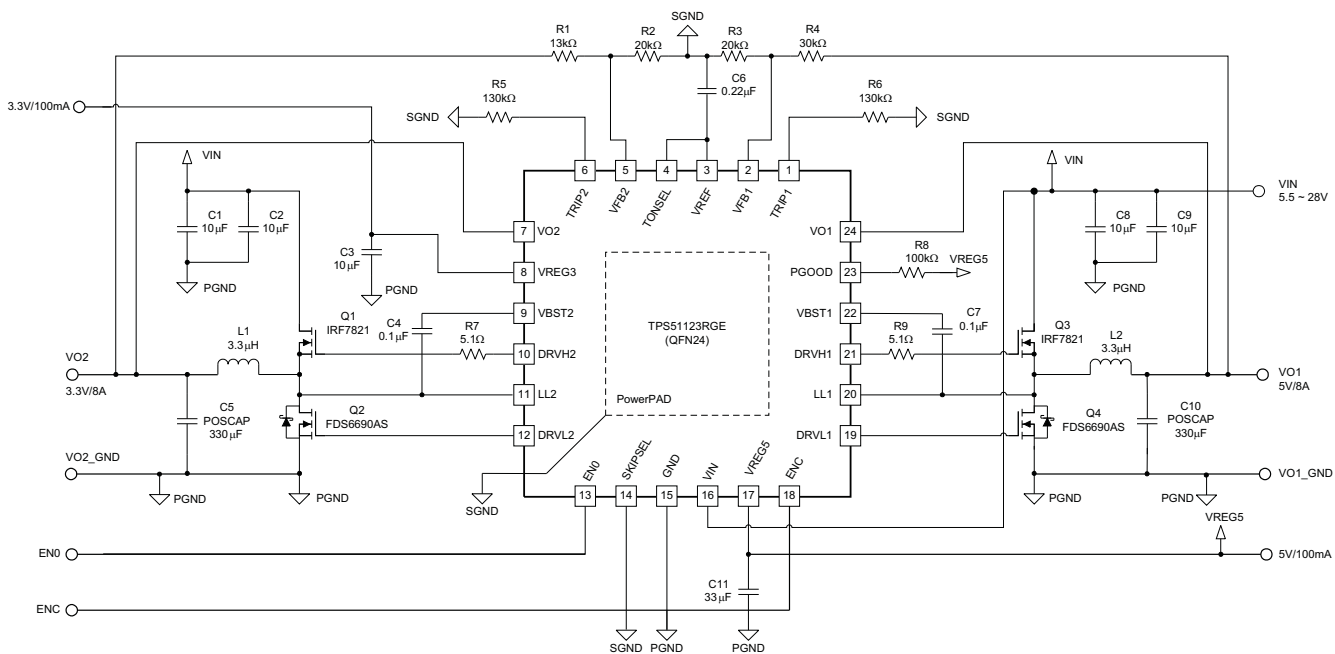 R1
13kΩ
R2
20kΩ
SGND
R3
20kΩ
R4
30kΩ
3.3V/100mA
R5
130kΩ
SGND
C6
0.22μF
R6
130kΩ
SGND
VIN
6
5
4
3
2
1
TRIP2
VFB2
TONSEL
VREF
VFB1
TRIP1
VIN
VIN
5.5 ~ 28V
C1
10μF
C2
10μF
PGND
C3
10μF
PGND
7
VO2
8
VREG3
9
VBST2
10
DRVH2
11
LL2
12
DRVL2
VO1
24
PGOOD
23
VBST1
22
DRVH1
21
LL1
20
DRVL1
19
R8
100kΩ
VREG5
C8
10μF
C9
10μF
PGND
TPS51123RGE
(QFN24)
PowerPAD
Q1
IRF7821
C4
0.1μF
R7
5.1Ω
L1
3.3μH
VO2
3.3V/8A
C5
POSCAP
330μF
Q2
FDS6690AS
VO2_GND
PGND
PGND
C7
0.1μF
R9
5.1Ω
Q3
IRF7821
L2
3.3μH
VO1
5V/8A
Q4
FDS6690AS
C10
POSCAP
330μF
VO1_GND
PGND
PGND
SGND
EN0
SKIPSEL
GND
VIN
VREG5
ENC
13
14
15
16
17
18
VREG5
EN0
5V/100mA
C11
33μF
ENC
SGND
PGND
PGND